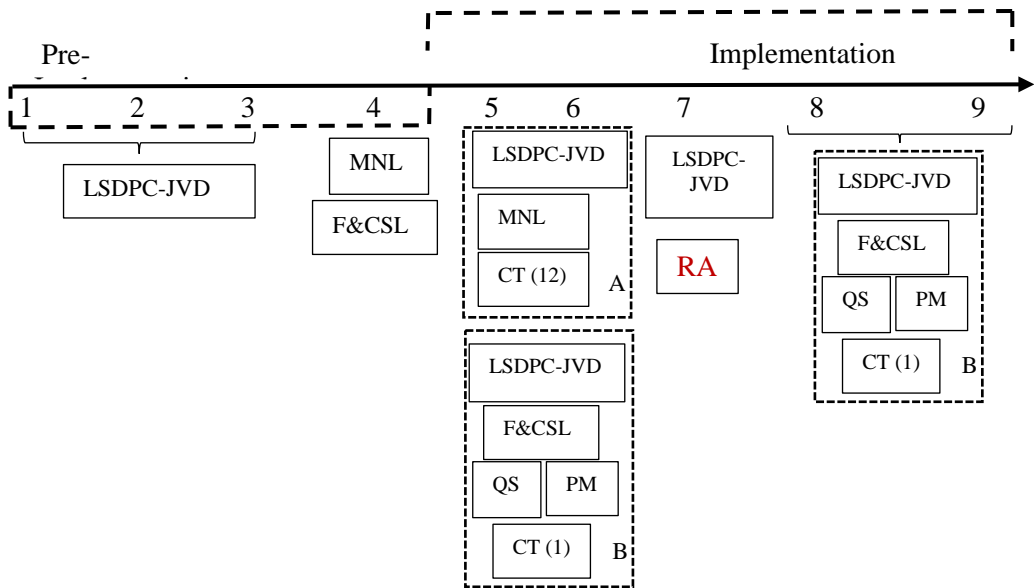 Pre-
Implementation
1 2 3 4 5 6 7 8 9
LSDPC-JVD
MNL
F&CSL
LSDPC-JVD
MNL
CT (12)
A
LSDPC-JVD
F&CSL
QS PM
CT (1) B
LSDPC-
JVD
RA
LSDPC-JVD
F&CSL
QS PM
CT (1) B